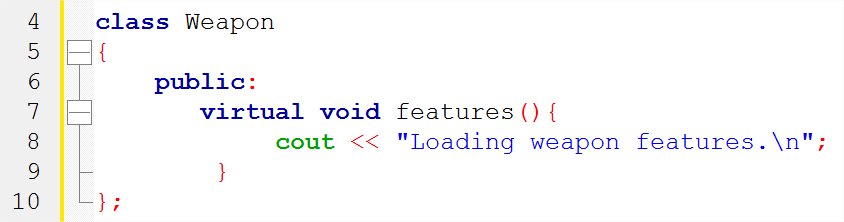 4 class Weapon
5 {
6 public:
7 virtual void features(){
8 cout << "Loading weapon features.\n";
9 }
10 };